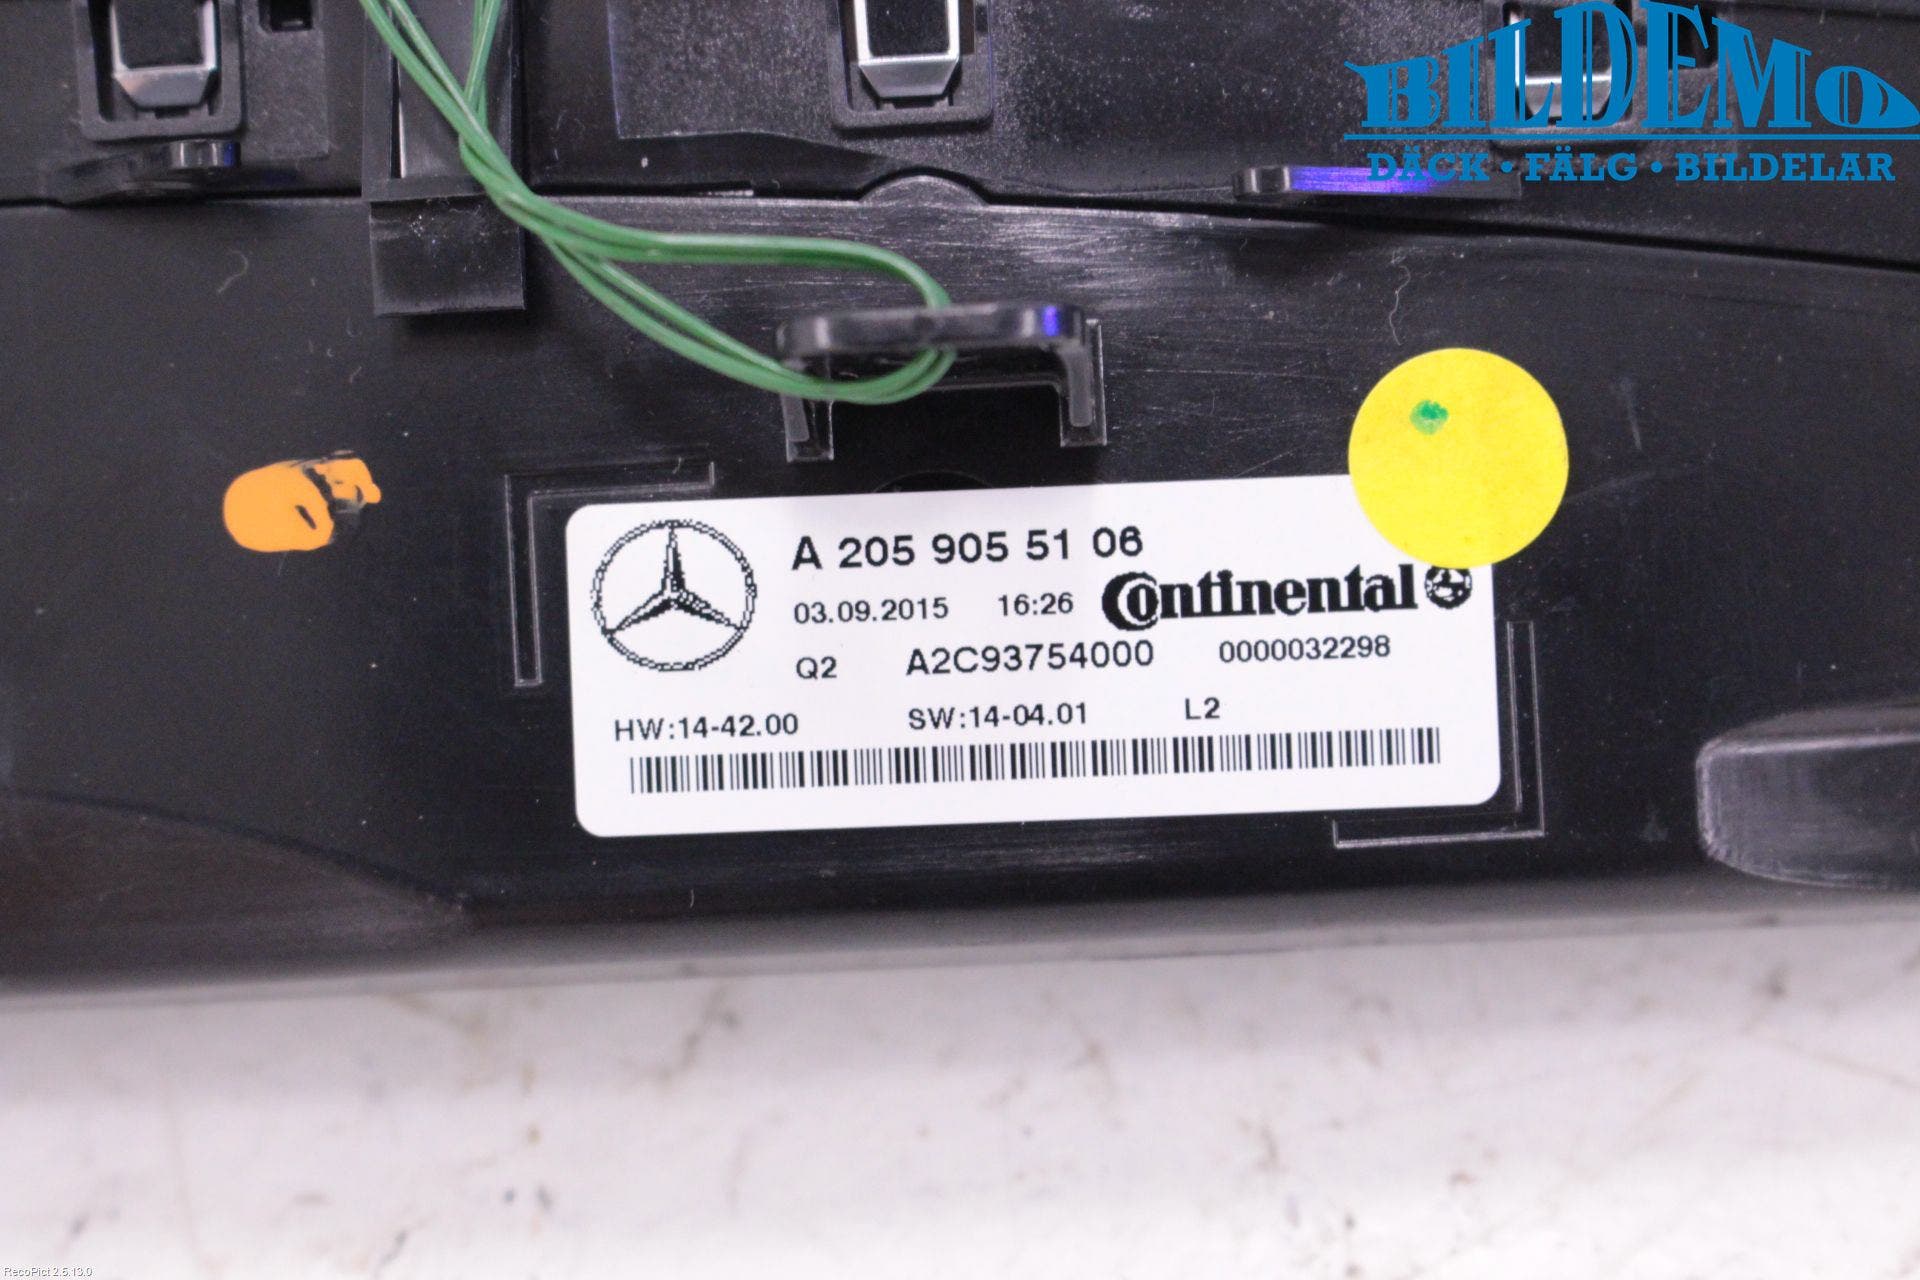 BILDEMO
DÄCK • FÄLG • BILDELAR
A 205 905 51 06
03.09.2015 16:26 Continental
Q2 A2C93754000 0000032298
HW:14-42.00 SW:14-04.01 L2
RecoPict 2.5.13.0